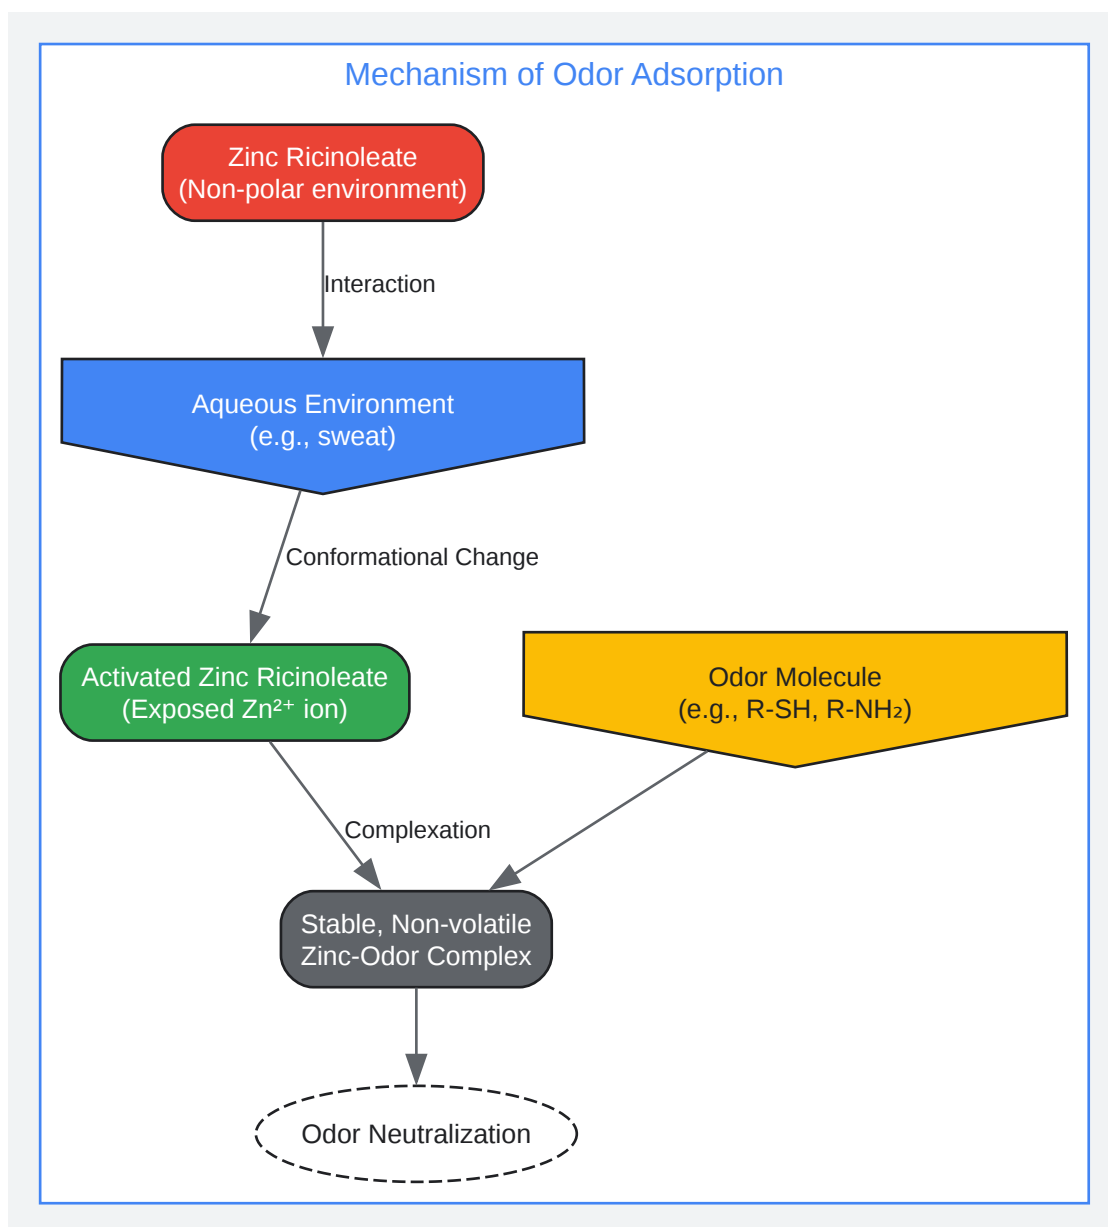 Mechanism of Odor Adsorption
Zinc Ricinoleate
(Non-polar environment)
Interaction
Aqueous Environment
(e.g., sweat)
Conformational Change
Activated Zinc Ricinoleate
(Exposed Zn²⁺ ion)
Odor Molecule
(e.g., R-SH, R-NH₂)
Complexation
Stable, Non-volatile
Zinc-Odor Complex
Odor Neutralization